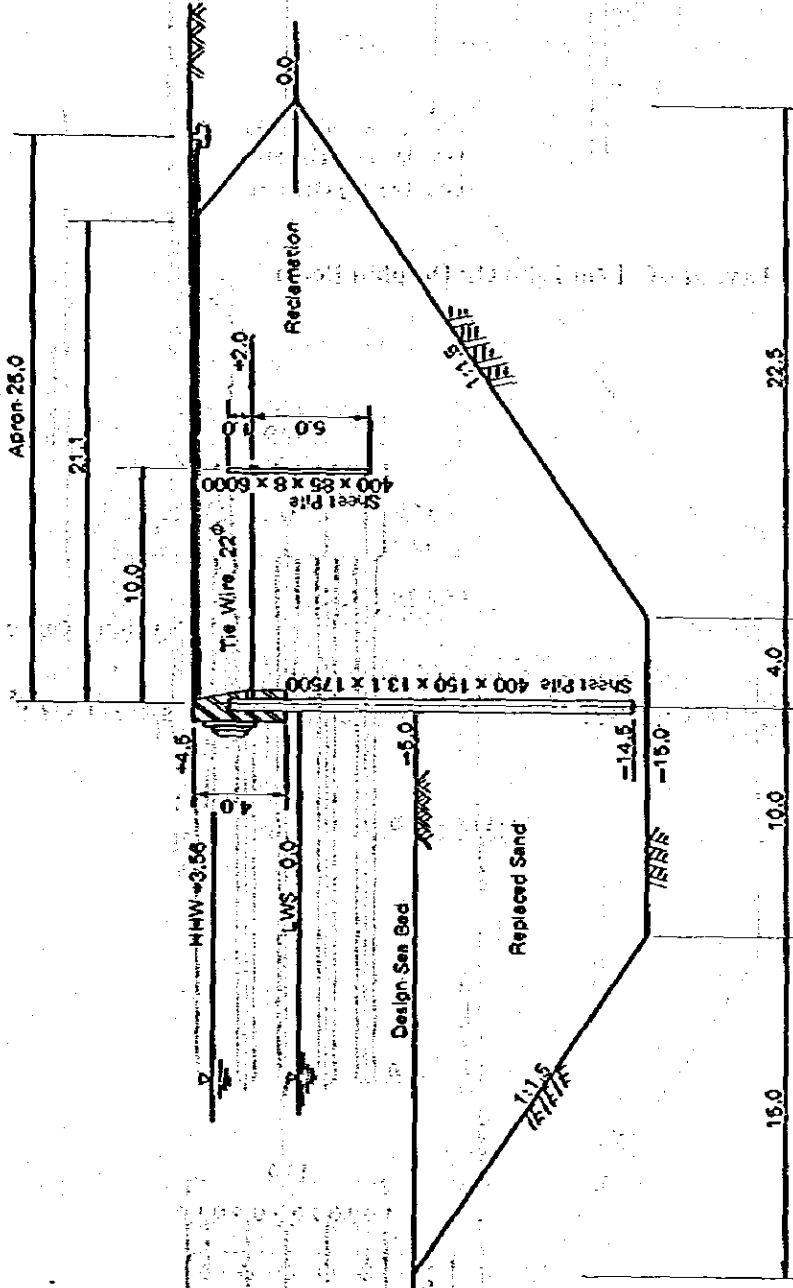 Apron 25.0
21.1
10.0
+4.5
HHW +3.56
4.0
LWS 0.0
Tie Wire 22φ
+2.0
1.0
5.0
Sheet Pile
400 x 85 x 8 x 6000
Reclamation
0.0
Design Sea Bed
-5.0
Sheet Pile 400 x 150 x 13.1 x 17500
Replaced Sand
-14.5
-15.0
1:1.5
1:1.5
15.0
10.0
4.0
22.5